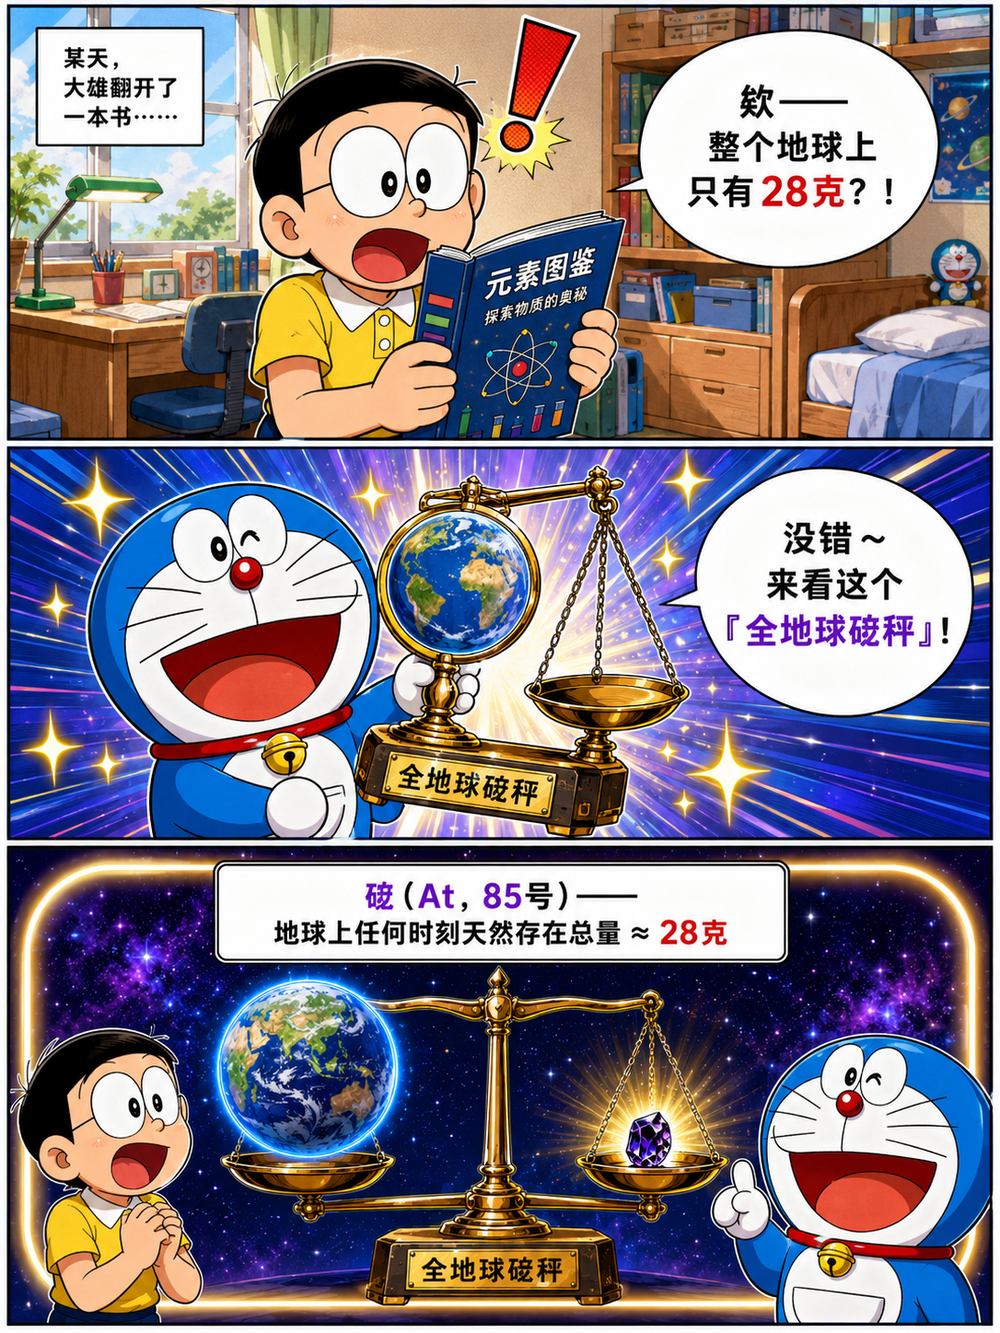 某天，
大雄翻开了
一本书……
欸——
整个地球上
只有28克？！
元素图鉴
探索物质的奥秘
没错～
来看这个
『全地球砹秤』！
全地球砹秤
砹（At，85号）——
地球上任何时刻天然存在总量 ≈ 28克
全地球砹秤